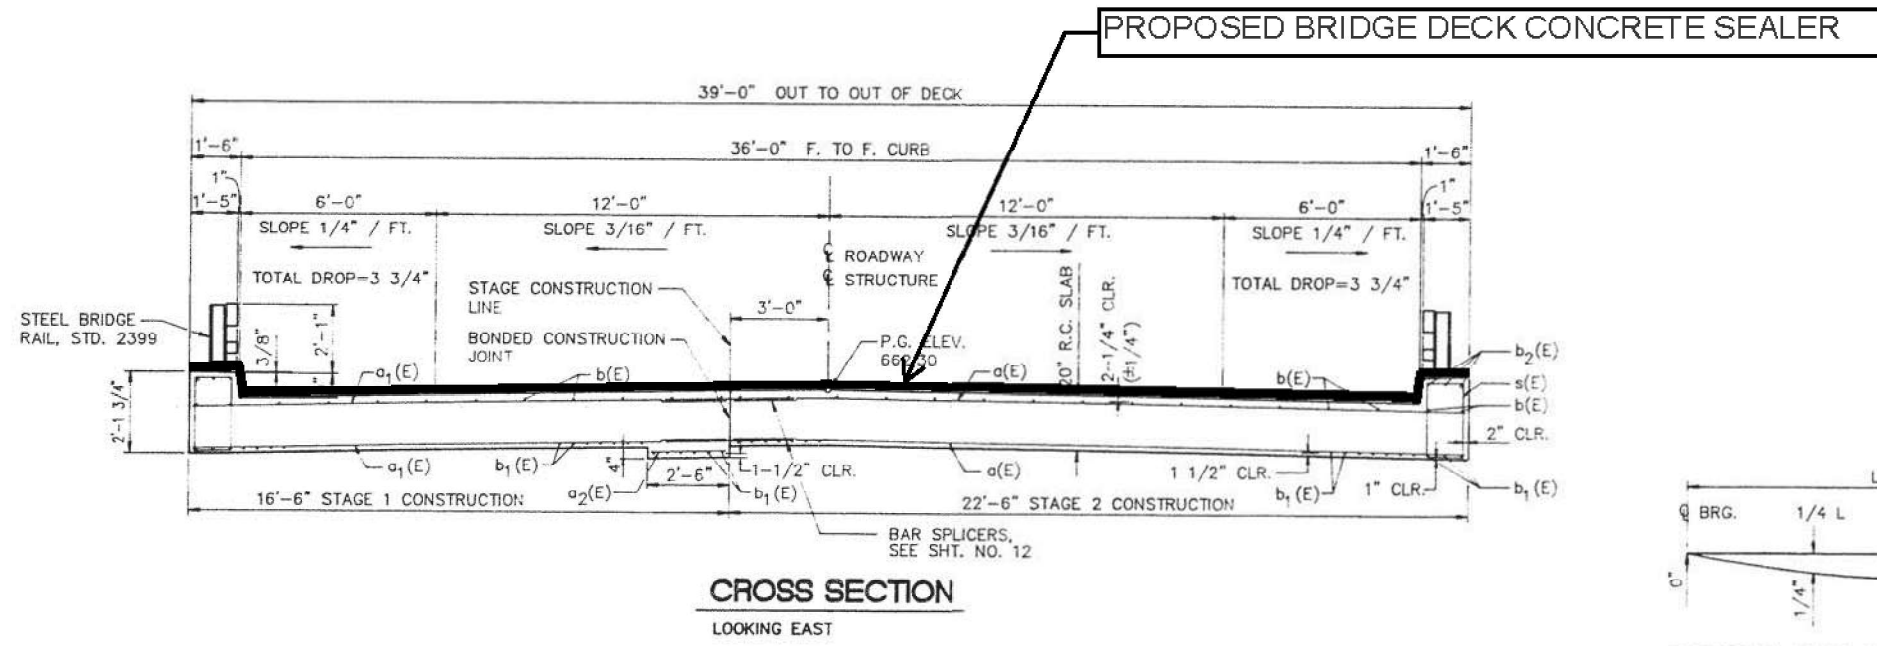 PROPOSED BRIDGE DECK CONCRETE SEALER
39'-0" OUT TO OUT OF DECK
1'-6"
36'-0" F. TO F. CURB
1'-6"
1"
1"
1'-5"
6'-0"
12'-0"
12'-0"
6'-0"
1'-5"
SLOPE 1/4" / FT.
SLOPE 3/16" / FT.
SLOPE 3/16" / FT.
SLOPE 1/4" / FT.
℄ ROADWAY
℄ STRUCTURE
TOTAL DROP=3 3/4"
TOTAL DROP=3 3/4"
STAGE CONSTRUCTION
LINE
3'-0"
20" R.C. SLAB
2-1/4" CLR.
(±1/4")
STEEL BRIDGE
RAIL, STD. 2399
3/8"
2'-1"
BONDED CONSTRUCTION
JOINT
P.G. ELEV.
a1(E)
b(E)
a(E)
b(E)
b2(E)
s(E)
b(E)
2'-1 3/4"
2" CLR.
a1(E)
b1(E)
4"
2'-6"
1-1/2" CLR.
a(E)
1 1/2" CLR.
a2(E)
b1(E)
b1(E)
1" CLR.
b1(E)
16'-6" STAGE 1 CONSTRUCTION
22'-6" STAGE 2 CONSTRUCTION
BAR SPLICERS,
SEE SHT. NO. 12
CROSS SECTION
LOOKING EAST
L
℄ BRG.
1/4 L
0"
1/4"